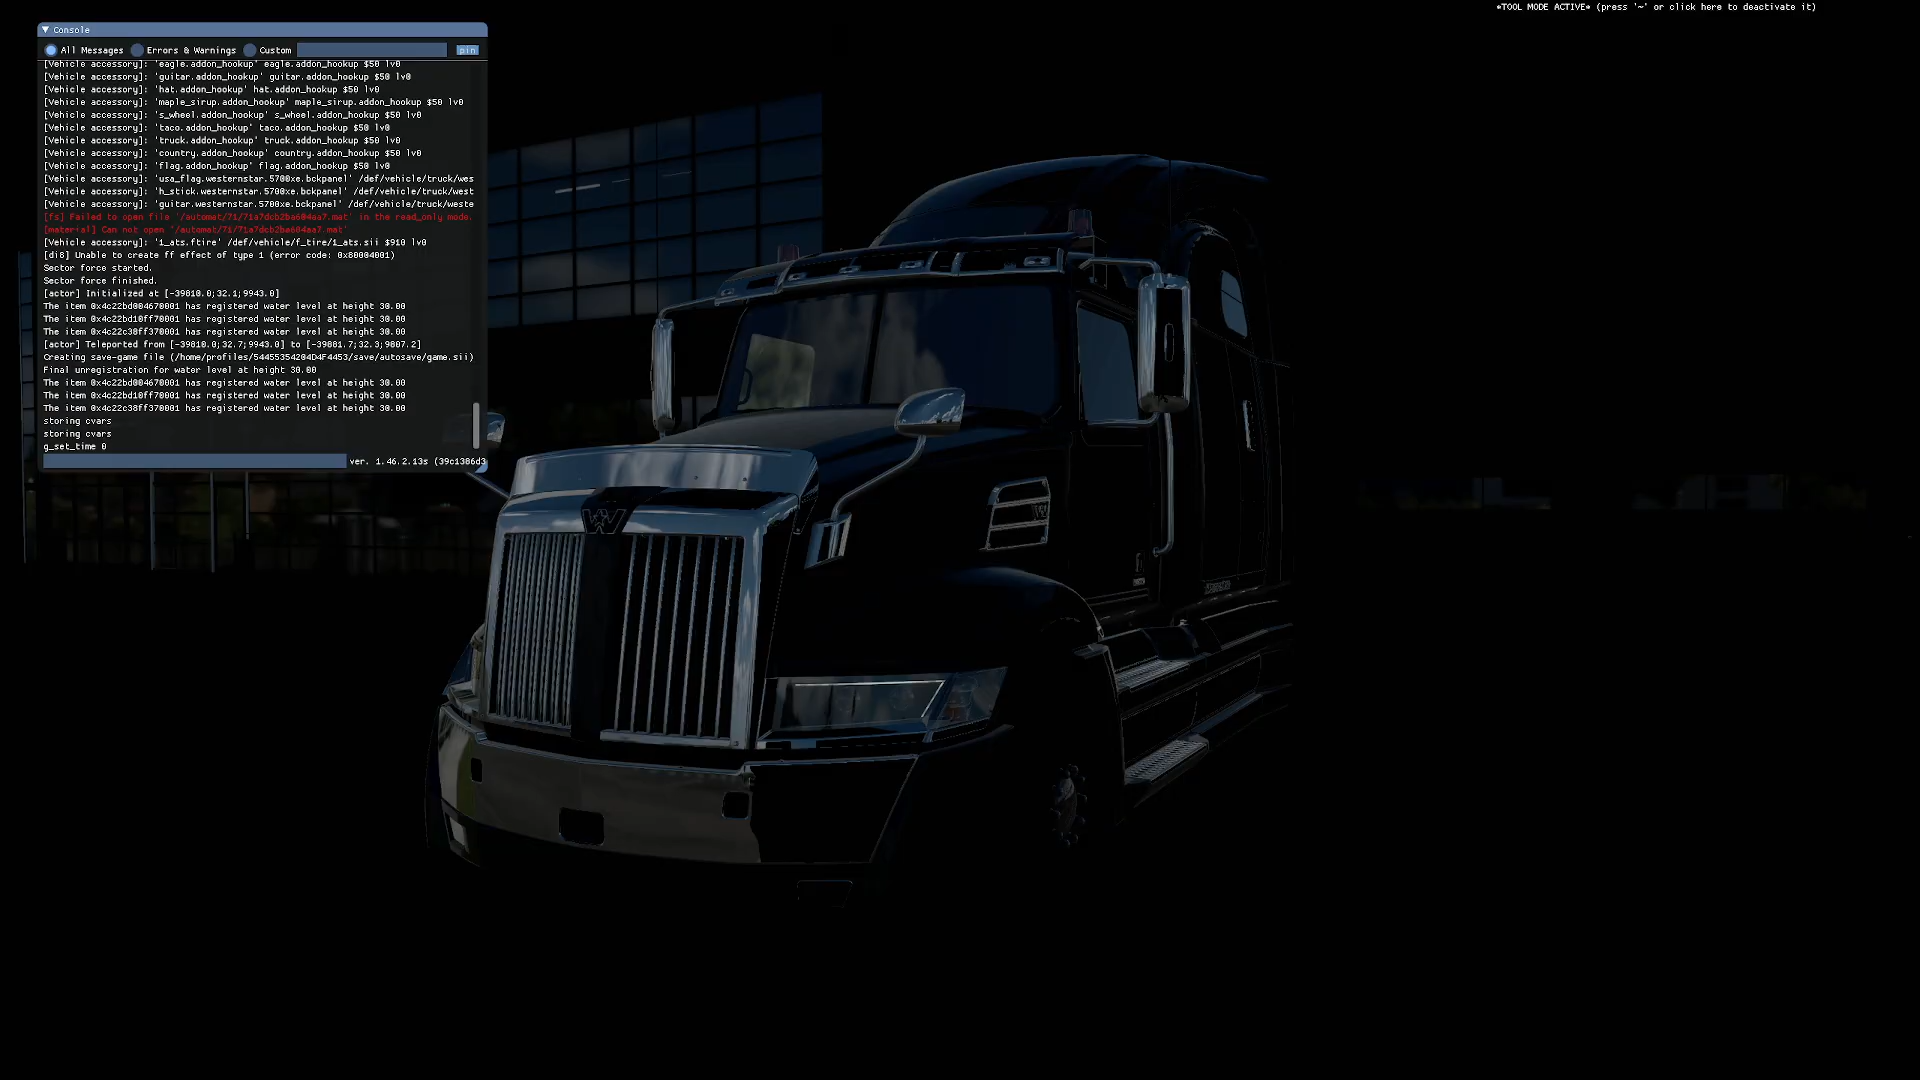 *TOOL MODE ACTIVE* (press '~' or click here to deactivate it)
Console
All Messages Errors & Warnings Custom pin
[Vehicle accessory]: 'eagle.addon_hookup' eagle.addon_hookup $50 lv0
[Vehicle accessory]: 'guitar.addon_hookup' guitar.addon_hookup $50 lv0
[Vehicle accessory]: 'hat.addon_hookup' hat.addon_hookup $50 lv0
[Vehicle accessory]: 'maple_sirup.addon_hookup' maple_sirup.addon_hookup $50 lv0
[Vehicle accessory]: 's_wheel.addon_hookup' s_wheel.addon_hookup $50 lv0
[Vehicle accessory]: 'taco.addon_hookup' taco.addon_hookup $50 lv0
[Vehicle accessory]: 'truck.addon_hookup' truck.addon_hookup $50 lv0
[Vehicle accessory]: 'country.addon_hookup' country.addon_hookup $50 lv0
[Vehicle accessory]: 'flag.addon_hookup' flag.addon_hookup $50 lv0
[Vehicle accessory]: 'usa_flag.westernstar.5700xe.bckpanel' /def/vehicle/truck/wes
[Vehicle accessory]: 'h_stick.westernstar.5700xe.bckpanel' /def/vehicle/truck/west
[Vehicle accessory]: 'guitar.westernstar.5700xe.bckpanel' /def/vehicle/truck/weste
[fs] Failed to open file '/automat/71/71a7dcb2ba604aa7.mat' in the read_only mode.
[material] Can not open '/automat/71/71a7dcb2ba604aa7.mat'
[Vehicle accessory]: '1_ats.ftire' /def/vehicle/f_tire/1_ats.sii $910 lv0
[di8] Unable to create ff effect of type 1 (error code: 0x80004001)
Sector force started.
Sector force finished.
[actor] Initialized at [-39810.0;32.1;9943.0]
The item 0x4c22bd004670001 has registered water level at height 30.00
The item 0x4c22bd10ff70001 has registered water level at height 30.00
The item 0x4c22c38ff370001 has registered water level at height 30.00
[actor] Teleported from [-39810.0;32.7;9943.0] to [-39881.7;32.3;9807.2]
Creating save-game file (/home/profiles/54455354204D4F4453/save/autosave/game.sii)
Final unregistration for water level at height 30.00
The item 0x4c22bd004670001 has registered water level at height 30.00
The item 0x4c22bd10ff70001 has registered water level at height 30.00
The item 0x4c22c38ff370001 has registered water level at height 30.00
storing cvars
storing cvars
g_set_time 0
ver. 1.46.2.13s (39c1386d3